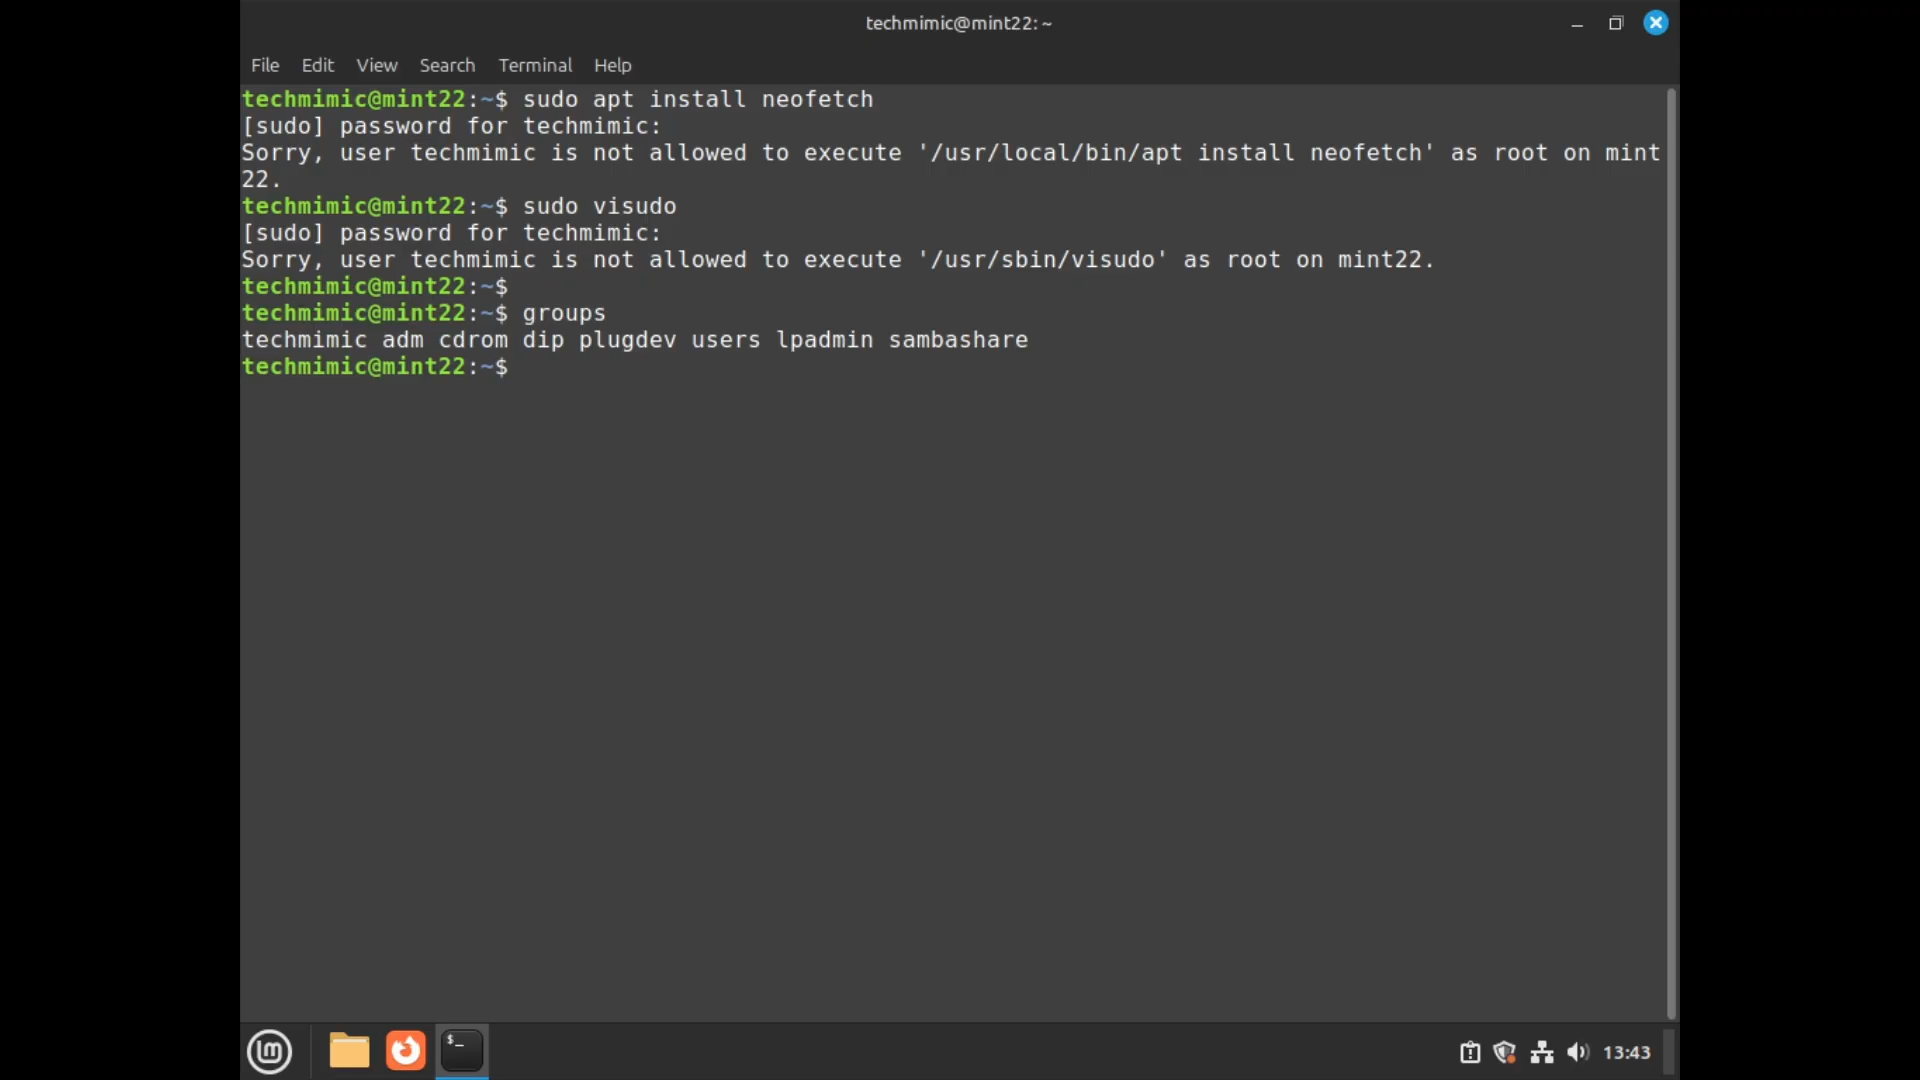 techmimic@mint22: ~
File Edit View Search Terminal Help
techmimic@mint22:~$ sudo apt install neofetch
[sudo] password for techmimic:
Sorry, user techmimic is not allowed to execute '/usr/local/bin/apt install neofetch' as root on mint
22.
techmimic@mint22:~$ sudo visudo
[sudo] password for techmimic:
Sorry, user techmimic is not allowed to execute '/usr/sbin/visudo' as root on mint22.
techmimic@mint22:~$
techmimic@mint22:~$ groups
techmimic adm cdrom dip plugdev users lpadmin sambashare
techmimic@mint22:~$
$_
13:43